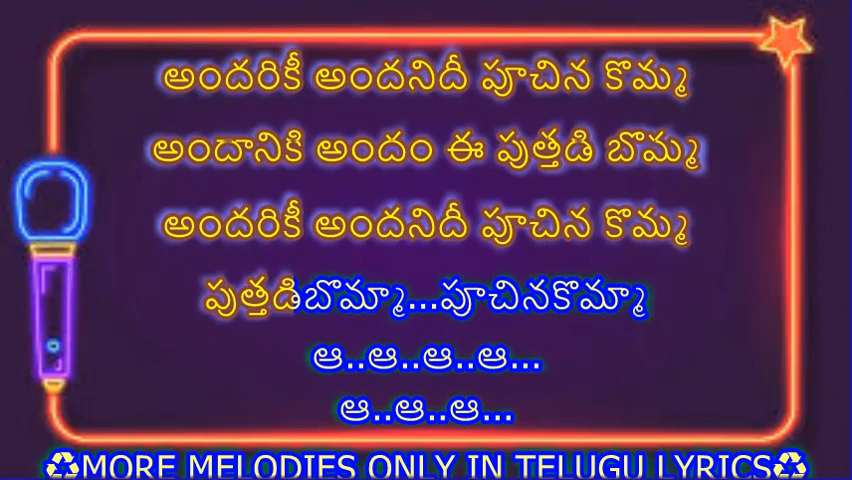 అందరికీ అందనిదీ పూచిన కొమ్మ
అందానికి అందం ఈ పుత్తడి బొమ్మ
అందరికీ అందనిదీ పూచిన కొమ్మ
పుత్తడిబొమ్మా...పూచినకొమ్మా
ఆ..ఆ..ఆ..ఆ...
ఆ..ఆ..ఆ...
♻MORE MELODIES ONLY IN TELUGU LYRICS♻